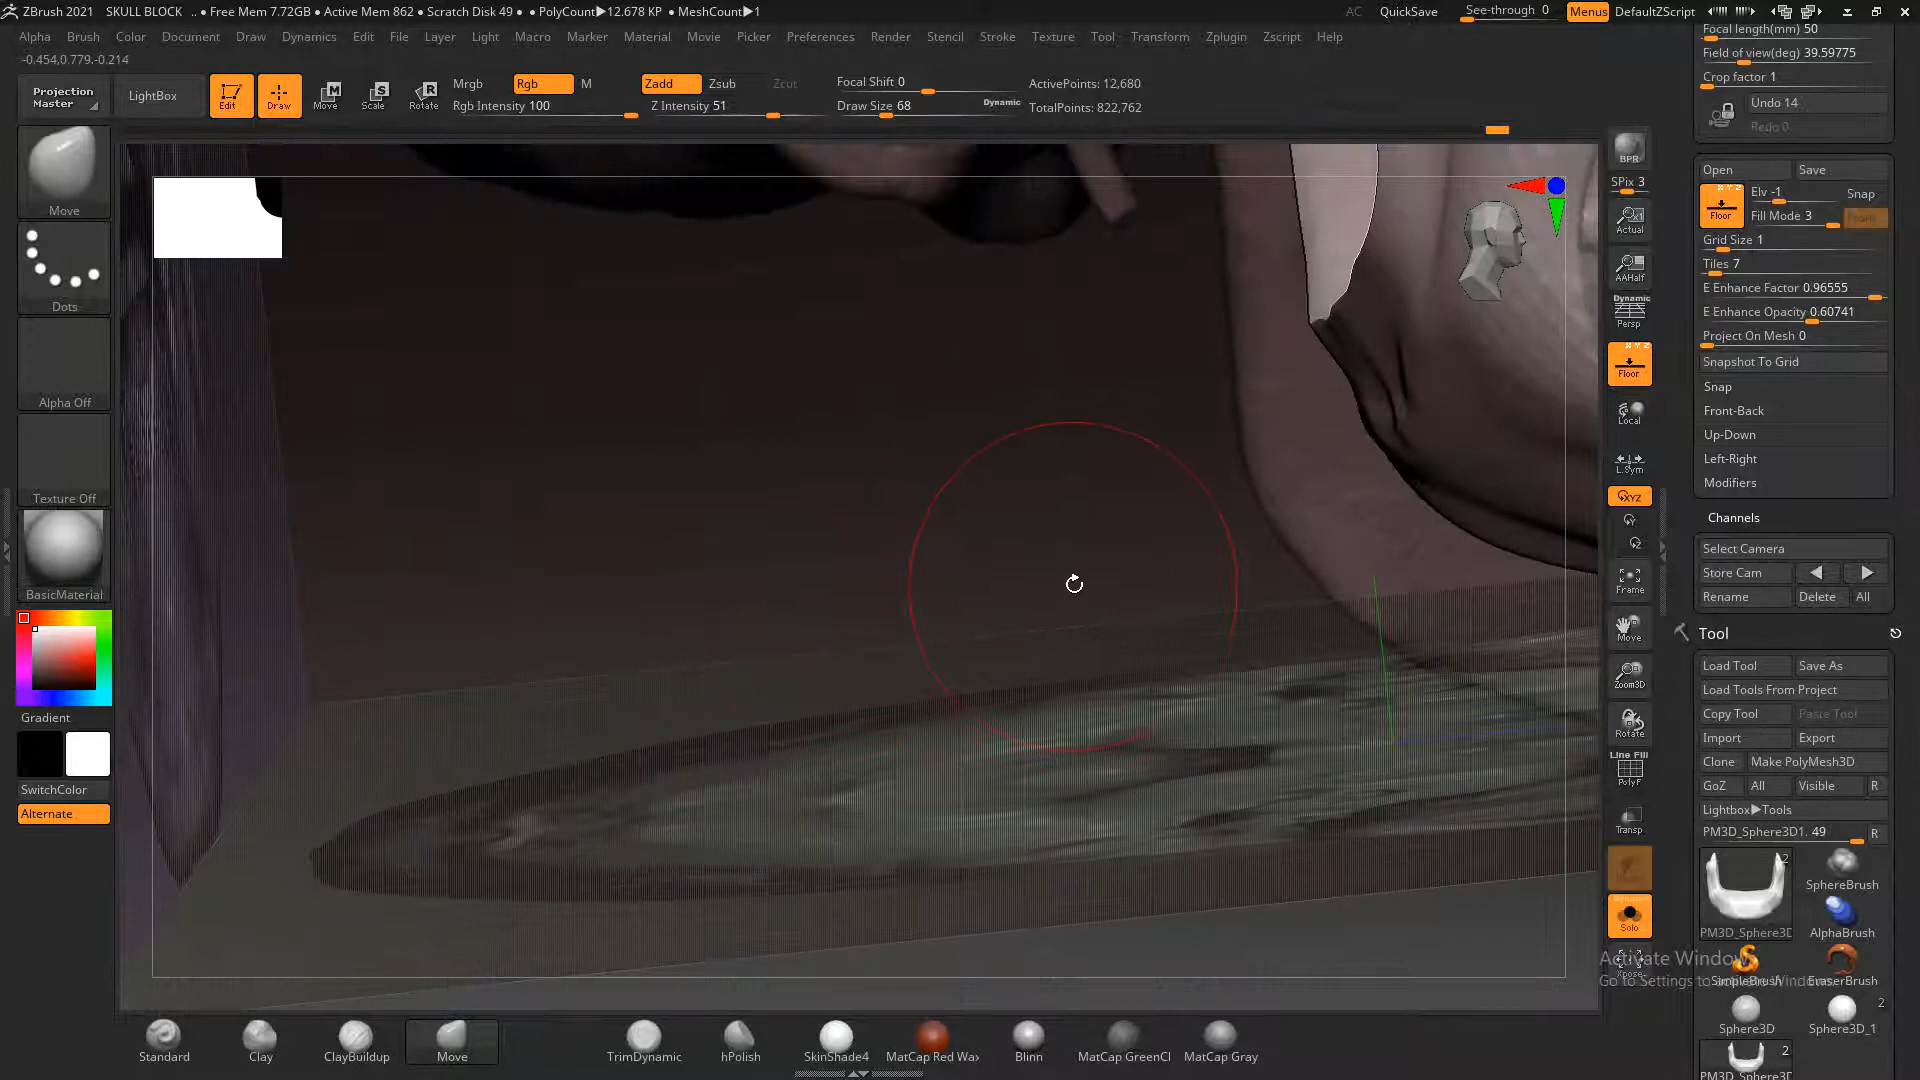 ZBrush 2021 SKULL BLOCK .. ● Free Mem 7.72GB ● Active Mem 862 ● Scratch Disk 49 ● ● PolyCount▶12.678 KP ● MeshCount▶1 AC QuickSave See-through 0 Menus DefaultZScript
Alpha Brush Color Document Draw Dynamics Edit File Layer Light Macro Marker Material Movie Picker Preferences Render Stencil Stroke Texture Tool Transform Zplugin Zscript Help
-0.454,0.779,-0.214
Projection Master
LightBox
Edit
Draw
Move
Scale
Rotate
Mrgb Rgb M
Rgb Intensity 100
Zadd Zsub Zcut
Z Intensity 51
Focal Shift 0
Draw Size 68
Dynamic
ActivePoints: 12,680
TotalPoints: 822,762
Move
Dots
Alpha Off
Texture Off
BasicMaterial
Gradient
SwitchColor
Alternate
BPR
SPix 3
Actual
AAHalf
Dynamic
Persp
Floor
Local
L.Sym
XYZ
Y
Z
Frame
Move
Zoom3D
Rotate
Line Fill
PolyF
Transp
Solo
Xpose
Focal length(mm) 50
Field of view(deg) 39.59775
Crop factor 1
Undo 14
Redo 0
Open Save
Floor
Elv -1 Snap
Fill Mode 3
Grid Size 1
Tiles 7
E Enhance Factor 0.96555
E Enhance Opacity 0.60741
Project On Mesh 0
Snapshot To Grid
Snap
Front-Back
Up-Down
Left-Right
Modifiers
Channels
Select Camera
Store Cam
Rename Delete All
Tool
Load Tool Save As
Load Tools From Project
Copy Tool Paste Tool
Import Export
Clone Make PolyMesh3D
GoZ All Visible R
Lightbox▶Tools
PM3D_Sphere3D1. 49 R
2
PM3D_Sphere3D
SphereBrush
AlphaBrush
SimpleBrush
EraserBrush
Sphere3D
2
Sphere3D_1
2
PM3D_Sphere3D
Activate Windows
Go to Settings to activate Windows.
Standard Clay ClayBuildup Move TrimDynamic hPolish SkinShade4 MatCap Red Wax Blinn MatCap GreenCl MatCap Gray